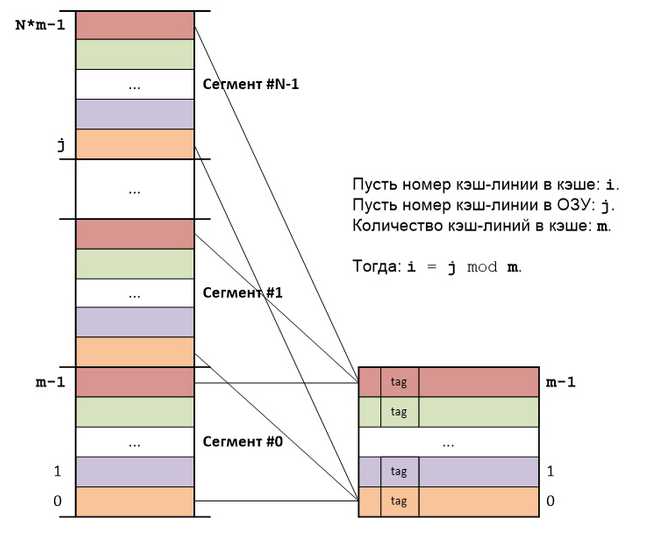 N*m-1
...
Сегмент #N-1
j
...
Пусть номер кэш-линии в кэше: i.
Пусть номер кэш-линии в ОЗУ: j.
Количество кэш-линий в кэше: m.
Тогда: i = j mod m.
...
Сегмент #1
m-1
...
Сегмент #0
1
0
tag
m-1
tag
...
tag
1
tag
0